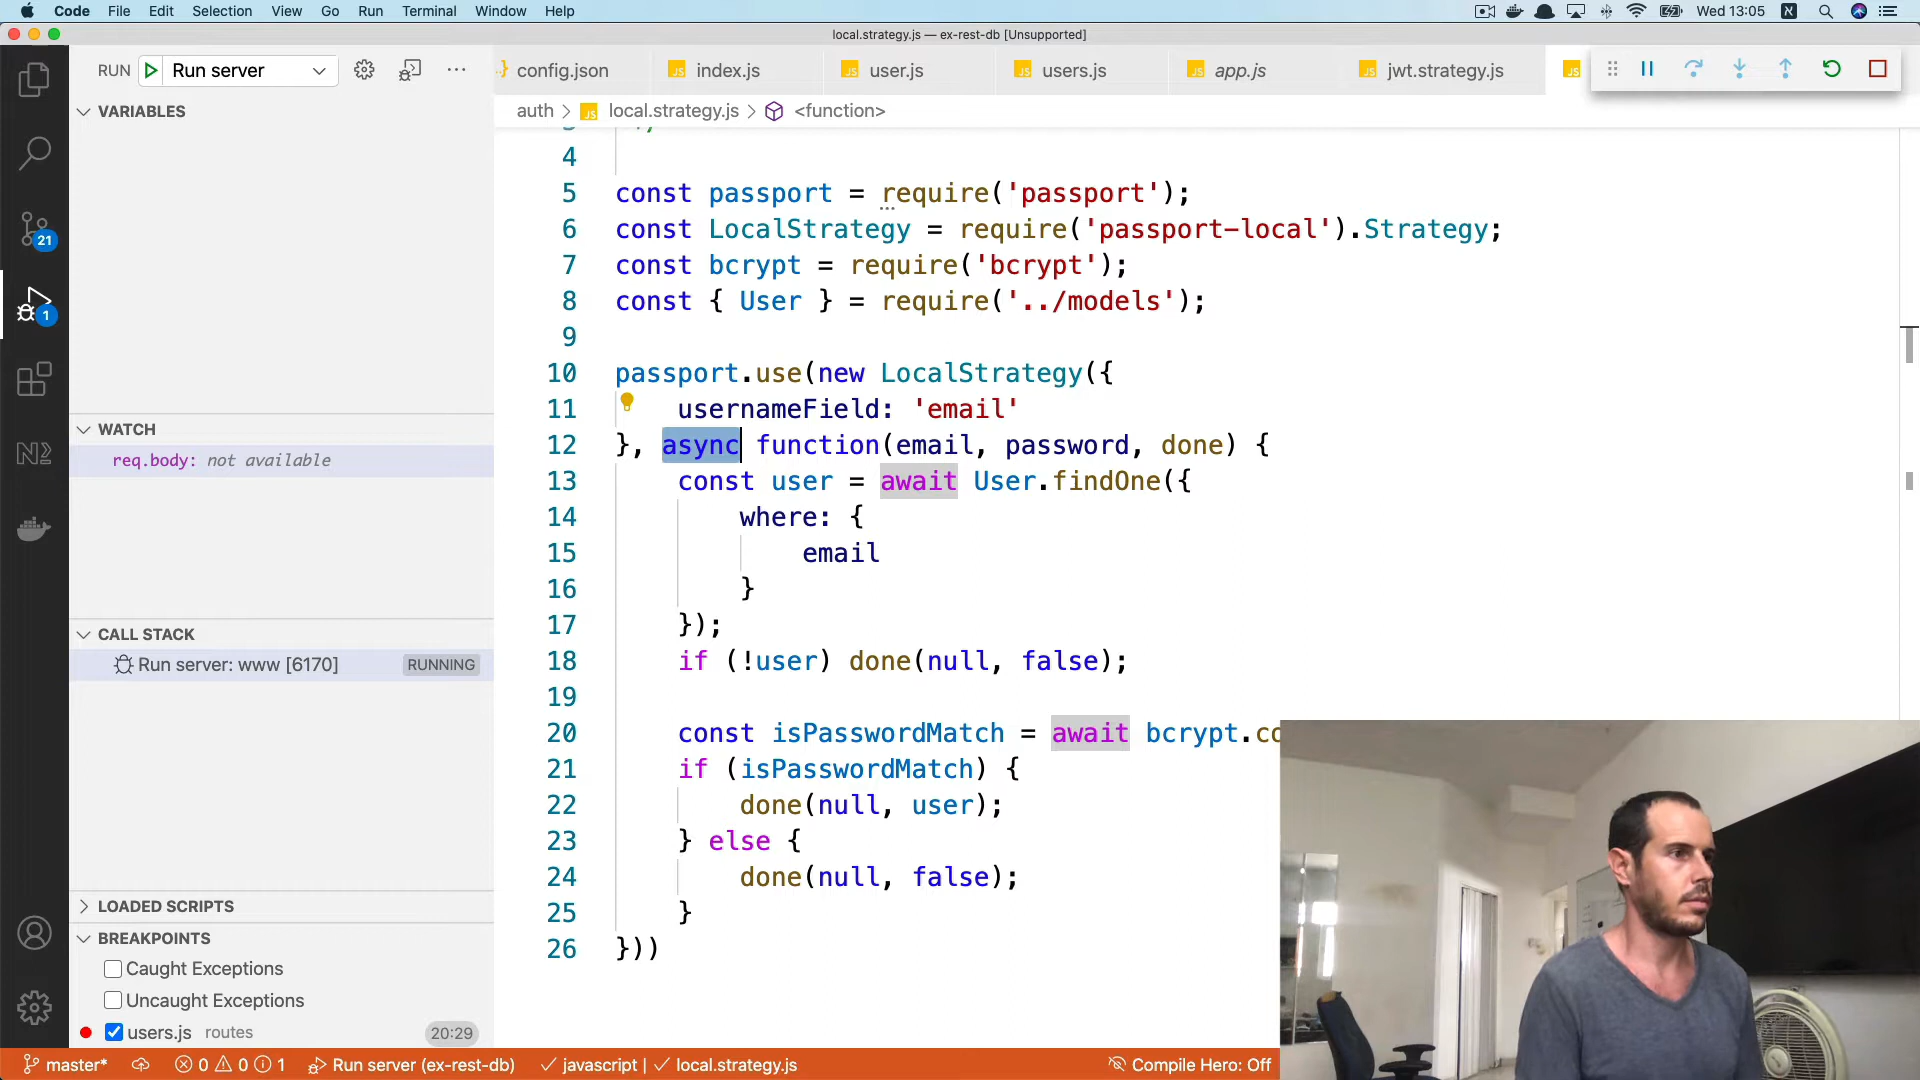 Code File Edit Selection View Go Run Terminal Window Help Wed 13:05
local.strategy.js — ex-rest-db [Unsupported]
RUN Run server
config.json index.js user.js users.js app.js jwt.strategy.js
auth local.strategy.js <function>
VARIABLES
4
5 const passport = require('passport');
6 const LocalStrategy = require('passport-local').Strategy;
7 const bcrypt = require('bcrypt');
8 const { User } = require('../models');
9
10 passport.use(new LocalStrategy({
11 usernameField: 'email'
12 }, async function(email, password, done) {
13 const user = await User.findOne({
14 where: {
15 email
16 }
17 });
18 if (!user) done(null, false);
19
20 const isPasswordMatch = await bcrypt.co
21 if (isPasswordMatch) {
22 done(null, user);
23 } else {
24 done(null, false);
25 }
26 }))
21
1
WATCH
req.body: not available
CALL STACK
Run server: www [6170] RUNNING
LOADED SCRIPTS
BREAKPOINTS
Caught Exceptions
Uncaught Exceptions
users.js routes 20:29
master* 0 0 1 Run server (ex-rest-db) javascript | local.strategy.js Compile Hero: Off